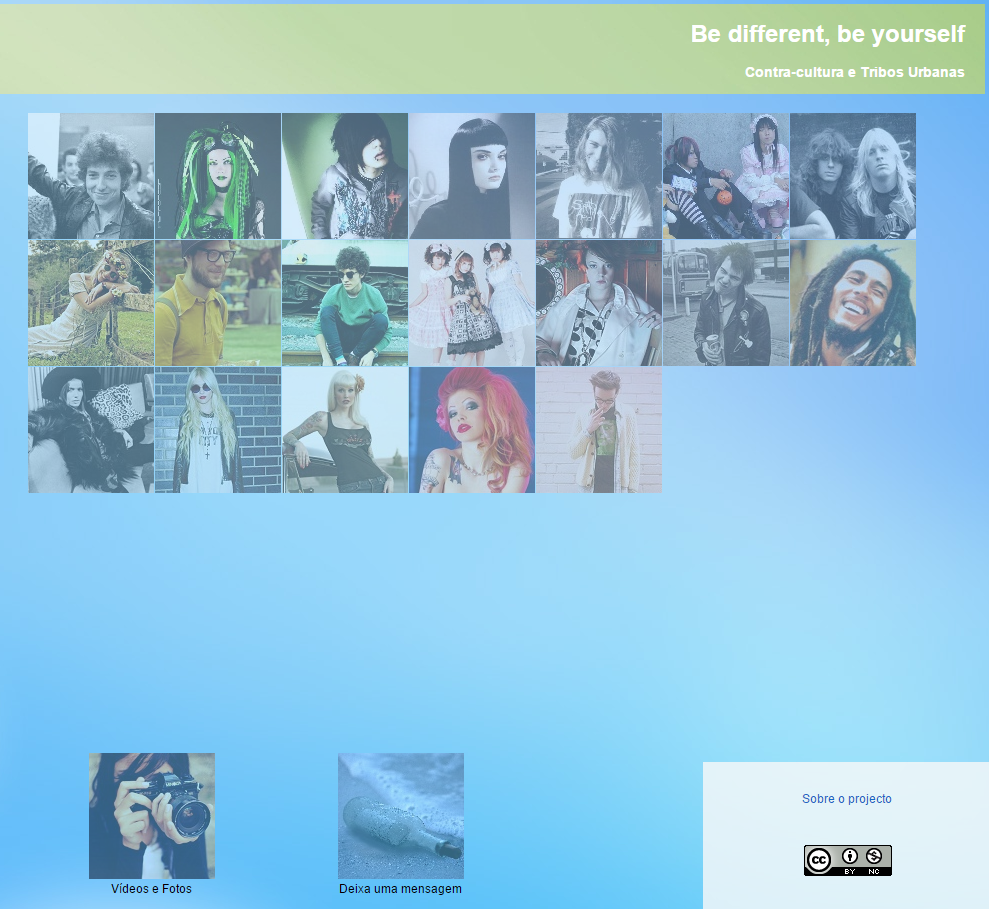 Be different, be yourself
Contra-cultura e Tribos Urbanas
Vídeos e Fotos
Deixa uma mensagem
Sobre o projecto
cc
BY NC